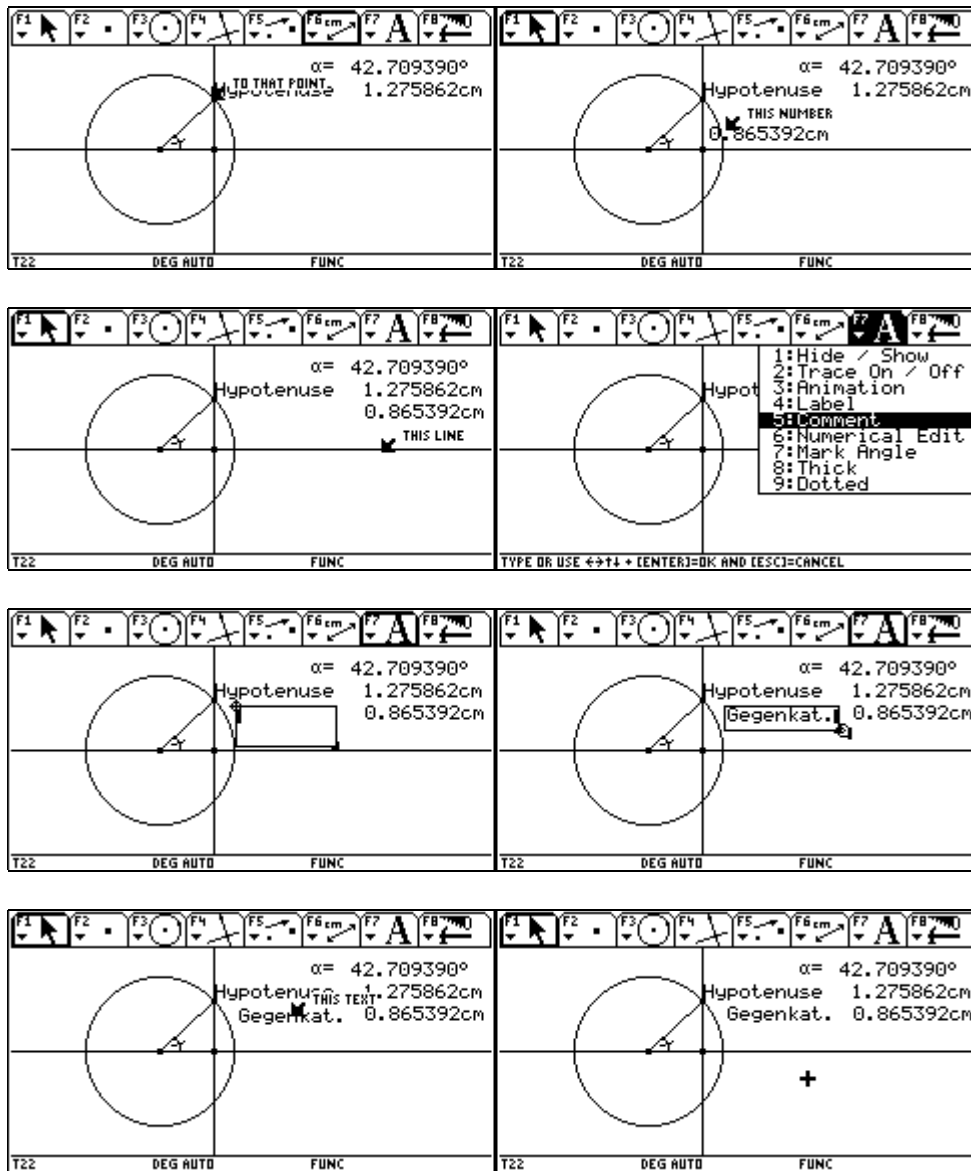 F1 F2 F3 F4 F5 F6 cm F7 A F8
α= 42.709390°
TO THAT POINT
Hypotenuse 1.275862cm
T22 DEG AUTO FUNC
F1 F2 F3 F4 F5 F6 cm F7 A F8
α= 42.709390°
Hypotenuse 1.275862cm
THIS NUMBER
0.865392cm
T22 DEG AUTO FUNC
F1 F2 F3 F4 F5 F6 cm F7 A F8
α= 42.709390°
Hypotenuse 1.275862cm
0.865392cm
THIS LINE
T22 DEG AUTO FUNC
F1 F2 F3 F4 F5 F6 cm F7 A F8
1:Hide / Show
2:Trace On / Off
Hypot 3:Animation
4:Label
5:Comment
6:Numerical Edit
7:Mark Angle
8:Thick
9:Dotted
TYPE OR USE ←→↑↓ + [ENTER]=OK AND [ESC]=CANCEL
F1 F2 F3 F4 F5 F6 cm F7 A F8
α= 42.709390°
Hypotenuse 1.275862cm
0.865392cm
T22 DEG AUTO FUNC
F1 F2 F3 F4 F5 F6 cm F7 A F8
α= 42.709390°
Hypotenuse 1.275862cm
Gegenkat. 0.865392cm
T22 DEG AUTO FUNC
F1 F2 F3 F4 F5 F6 cm F7 A F8
α= 42.709390°
Hypotenuse 1.275862cm
THIS TEXT
Gegenkat. 0.865392cm
T22 DEG AUTO FUNC
F1 F2 F3 F4 F5 F6 cm F7 A F8
α= 42.709390°
Hypotenuse 1.275862cm
Gegenkat. 0.865392cm
T22 DEG AUTO FUNC